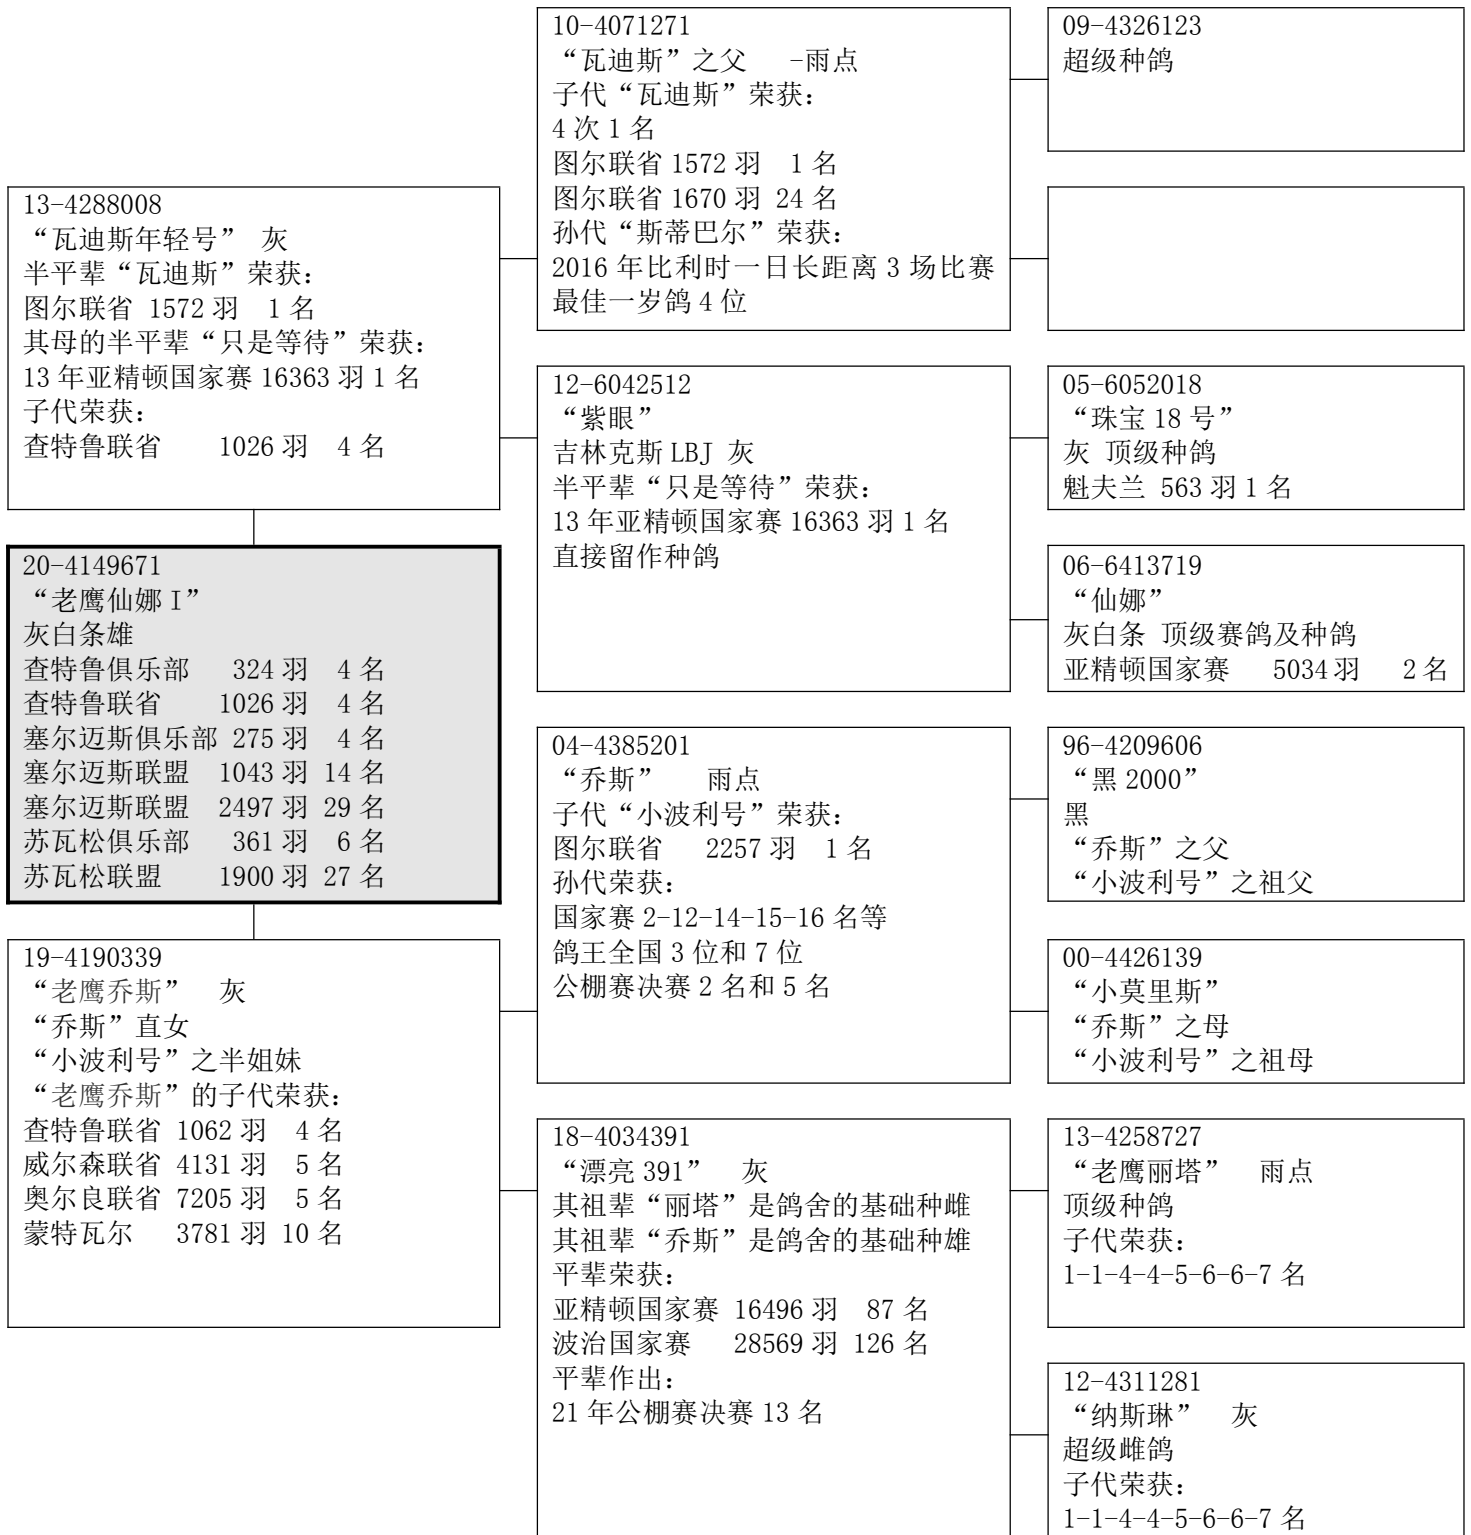 13-4288008
“瓦迪斯年轻号” 灰
半平辈“瓦迪斯”荣获：
图尔联省 1572 羽 1 名
其母的半平辈“只是等待”荣获：
13 年亚精顿国家赛 16363 羽 1 名
子代荣获：
查特鲁联省 1026 羽 4 名
20-4149671
“老鹰仙娜 I”
灰白条雄
查特鲁俱乐部 324 羽 4 名
查特鲁联省 1026 羽 4 名
塞尔迈斯俱乐部 275 羽 4 名
塞尔迈斯联盟 1043 羽 14 名
塞尔迈斯联盟 2497 羽 29 名
苏瓦松俱乐部 361 羽 6 名
苏瓦松联盟 1900 羽 27 名
19-4190339
“老鹰乔斯” 灰
“乔斯”直女
“小波利号”之半姐妹
“老鹰乔斯”的子代荣获：
查特鲁联省 1062 羽 4 名
威尔森联省 4131 羽 5 名
奥尔良联省 7205 羽 5 名
蒙特瓦尔 3781 羽 10 名
10-4071271
“瓦迪斯”之父 -雨点
子代“瓦迪斯”荣获：
4 次 1 名
图尔联省 1572 羽 1 名
图尔联省 1670 羽 24 名
孙代“斯蒂巴尔”荣获：
2016 年比利时一日长距离 3 场比赛
最佳一岁鸽 4 位
12-6042512
“紫眼”
吉林克斯 LBJ 灰
半平辈“只是等待”荣获：
13 年亚精顿国家赛 16363 羽 1 名
直接留作种鸽
04-4385201
“乔斯” 雨点
子代“小波利号”荣获：
图尔联省 2257 羽 1 名
孙代荣获：
国家赛 2-12-14-15-16 名等
鸽王全国 3 位和 7 位
公棚赛决赛 2 名和 5 名
18-4034391
“漂亮 391” 灰
其祖辈“丽塔”是鸽舍的基础种雌
其祖辈“乔斯”是鸽舍的基础种雄
平辈荣获：
亚精顿国家赛 16496 羽 87 名
波治国家赛 28569 羽 126 名
平辈作出：
21 年公棚赛决赛 13 名
09-4326123
超级种鸽
05-6052018
“珠宝 18 号”
灰 顶级种鸽
魁夫兰 563 羽 1 名
06-6413719
“仙娜”
灰白条 顶级赛鸽及种鸽
亚精顿国家赛 5034 羽 2 名
96-4209606
“黑 2000”
黑
“乔斯”之父
“小波利号”之祖父
00-4426139
“小莫里斯”
“乔斯”之母
“小波利号”之祖母
13-4258727
“老鹰丽塔” 雨点
顶级种鸽
子代荣获：
1-1-4-4-5-6-6-7 名
12-4311281
“纳斯琳” 灰
超级雌鸽
子代荣获：
1-1-4-4-5-6-6-7 名